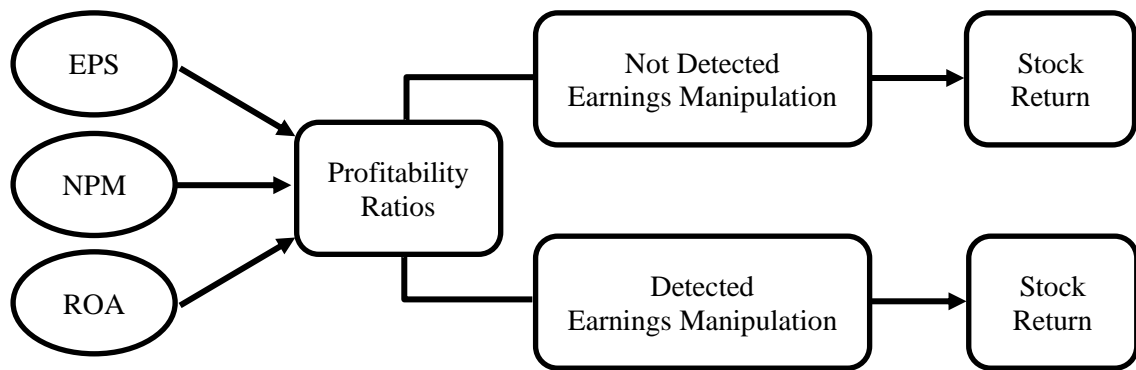 EPS
NPM
ROA
Profitability
Ratios
Not Detected
Earnings Manipulation
Stock
Return
Detected
Earnings Manipulation
Stock
Return